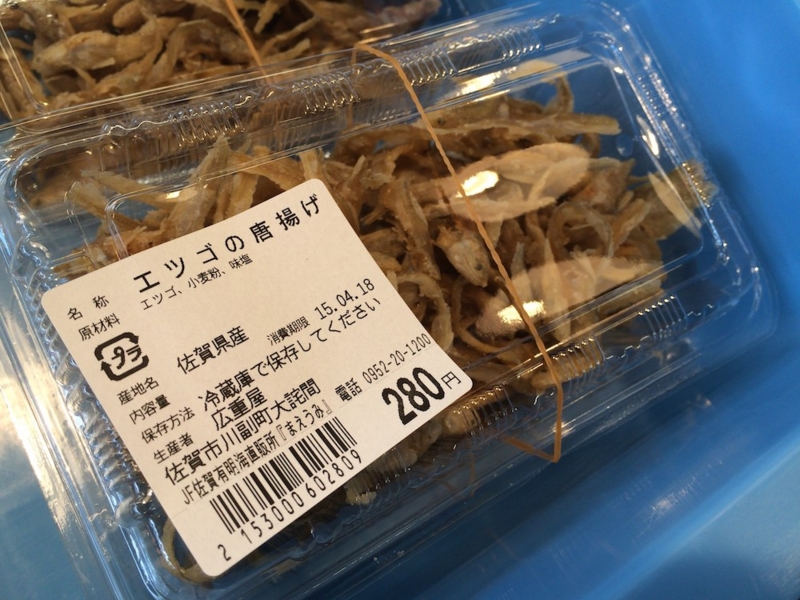 名称 エツゴの唐揚げ
原材料 エツゴ、小麦粉、味塩
プラ
産地名 佐賀県産
内容量 消費期限 15.04.18
保存方法 冷蔵庫で保存してください
生産者 広重屋
佐賀市川副町大詫間 電話 0952-20-1200
JF佐賀有明海直販所『まえうみ』
280円
2 153000 602809